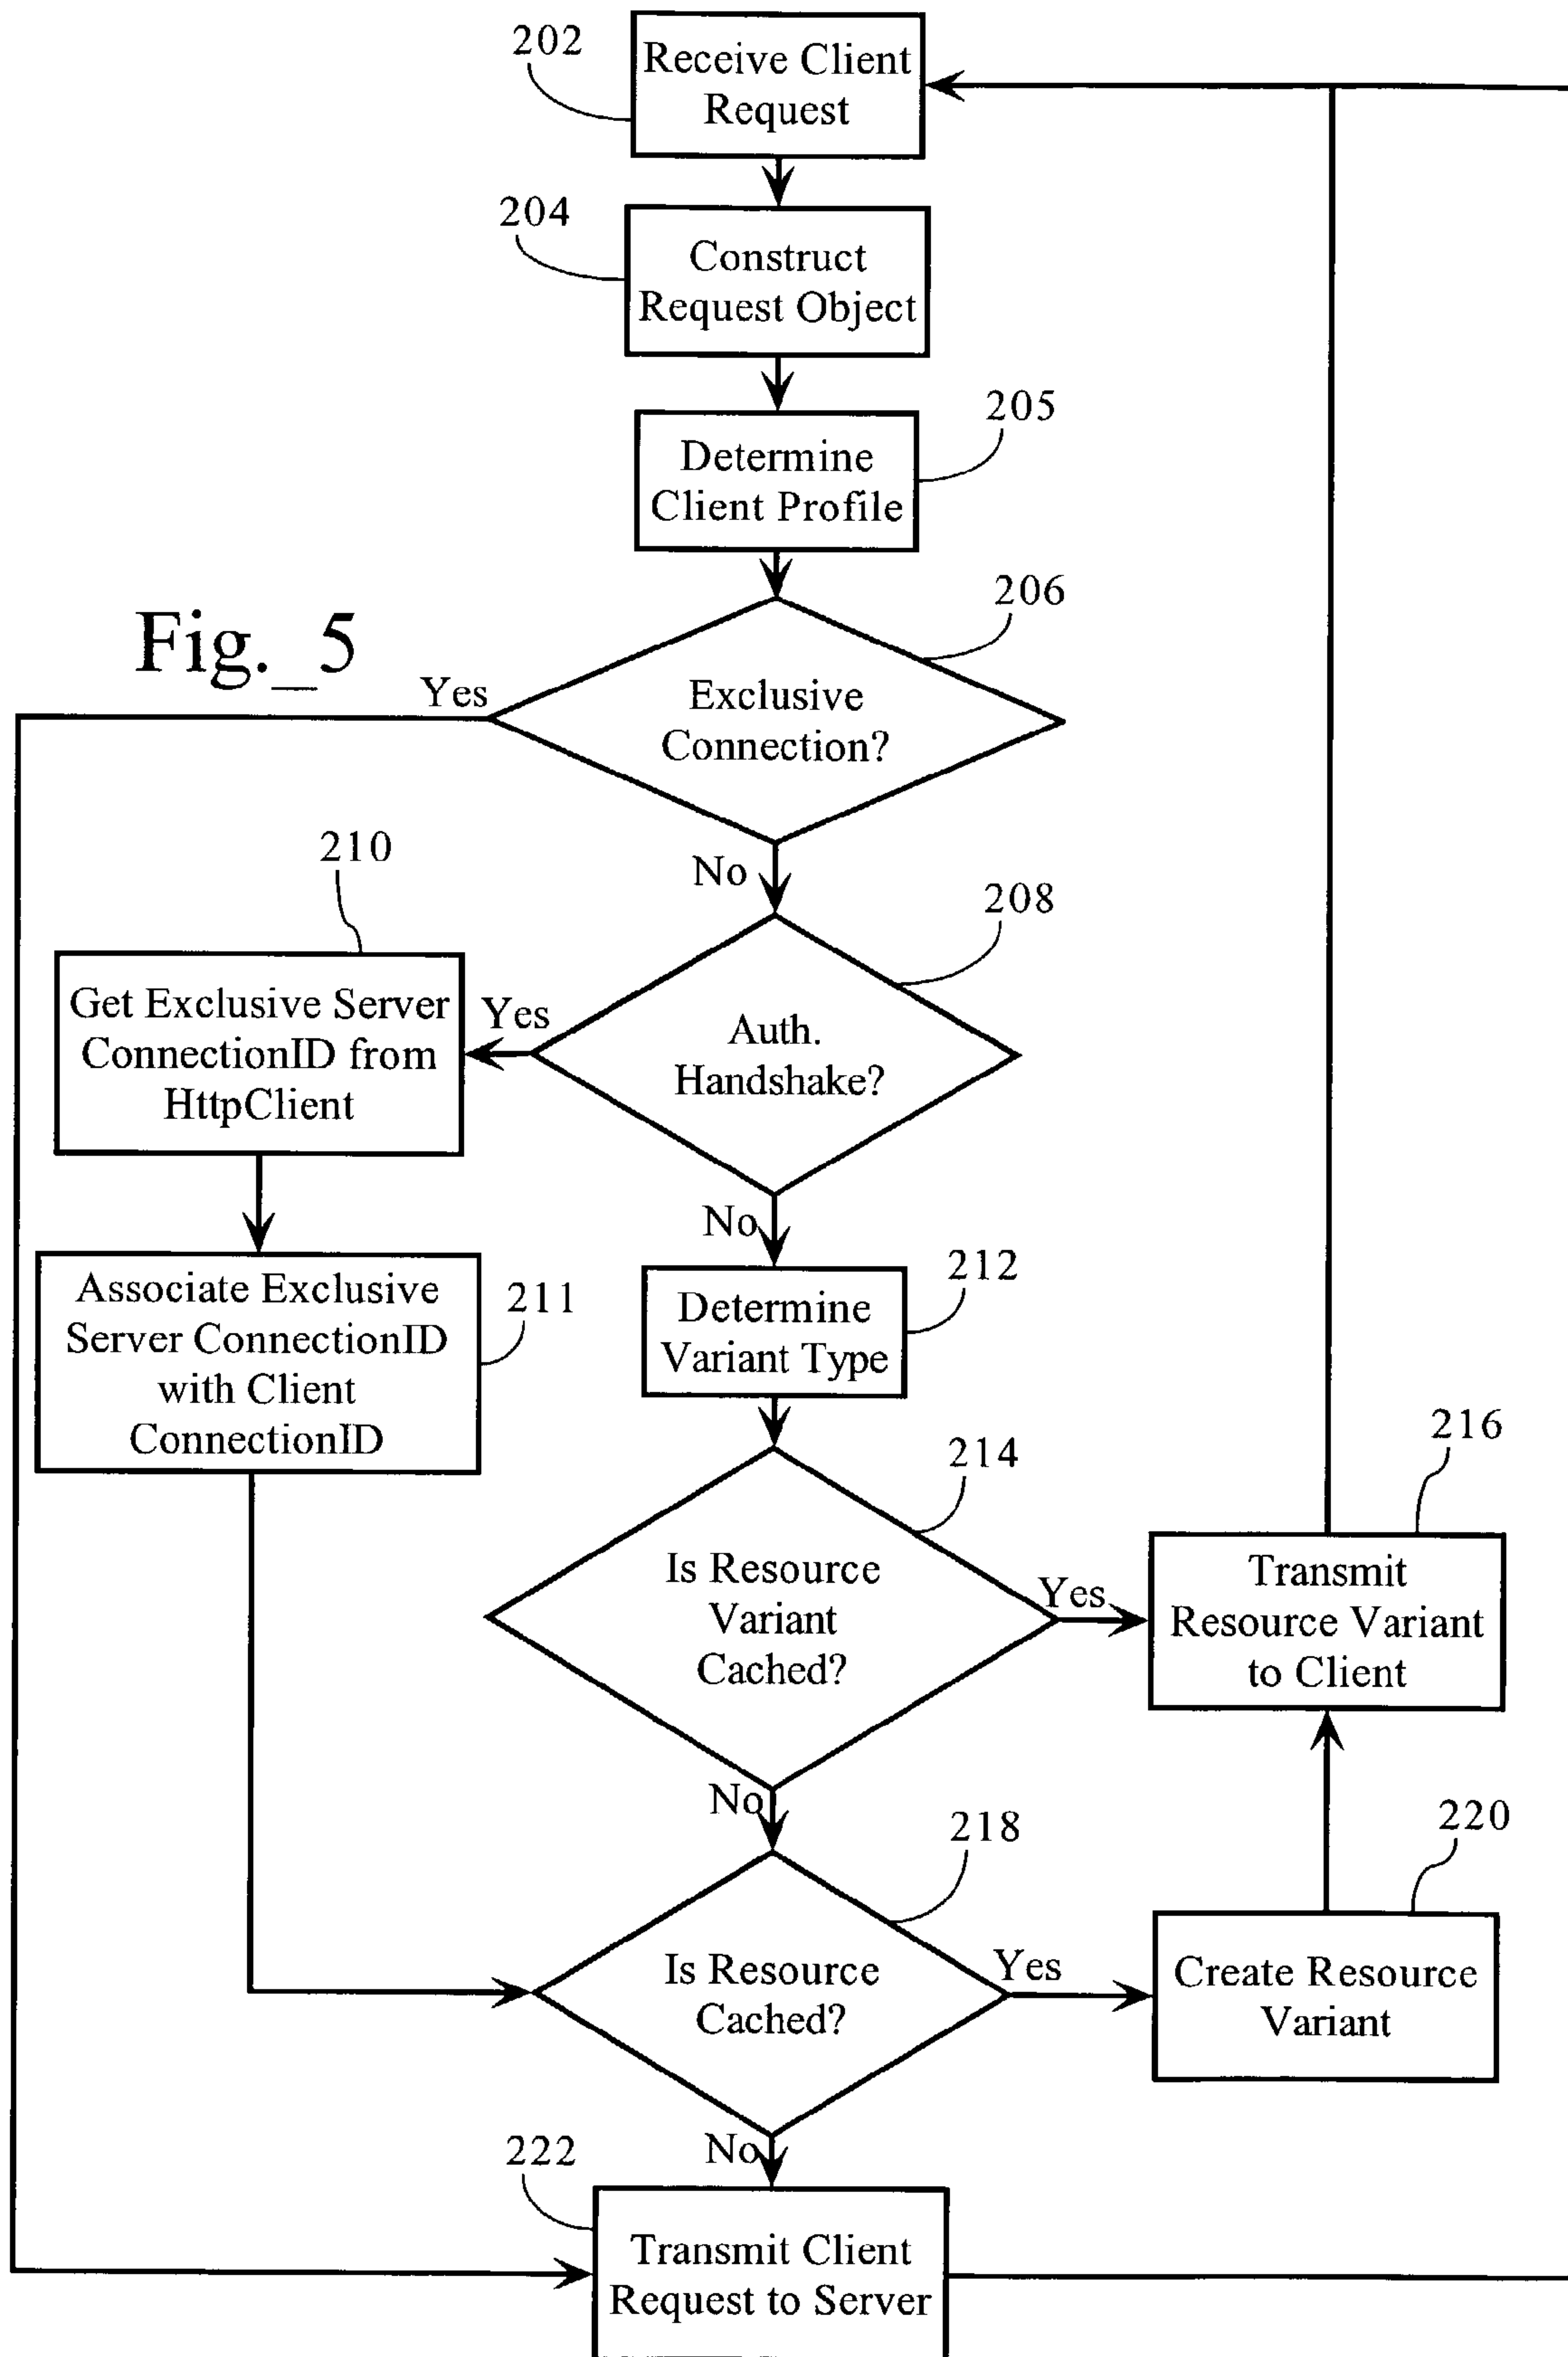 202
Receive Client
Request
204
Construct
Request Object
205
Determine
Client Profile
206
Fig._5
Yes
Exclusive
Connection?
No
210
208
Get Exclusive Server
ConnectionID from
HttpClient
Yes
Auth.
Handshake?
No
212
Associate Exclusive
Server ConnectionID
with Client
ConnectionID
211
Determine
Variant Type
214
216
Is Resource
Variant
Cached?
Yes
Transmit
Resource Variant
to Client
No
218
220
Is Resource
Cached?
Yes
Create Resource
Variant
No
222
Transmit Client
Request to Server